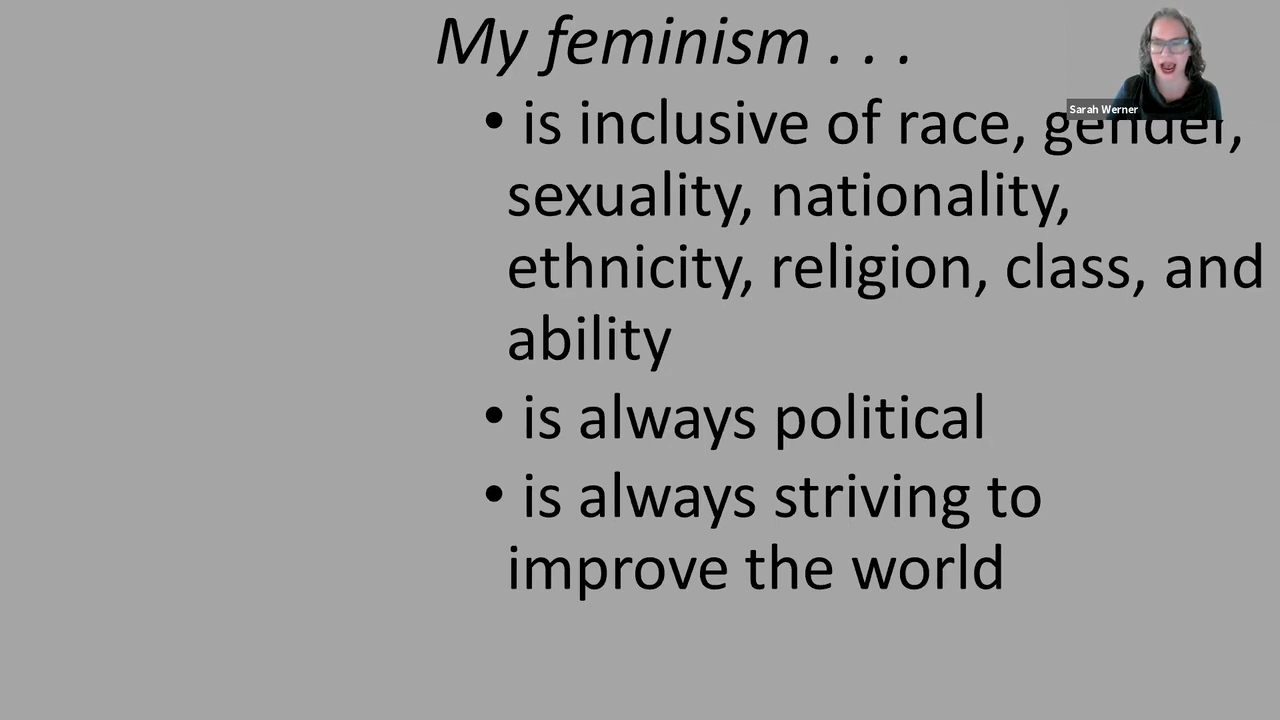 My feminism . . .
• is inclusive of race, gender,
sexuality, nationality,
ethnicity, religion, class, and
ability
• is always political
• is always striving to
improve the world
Sarah Werner